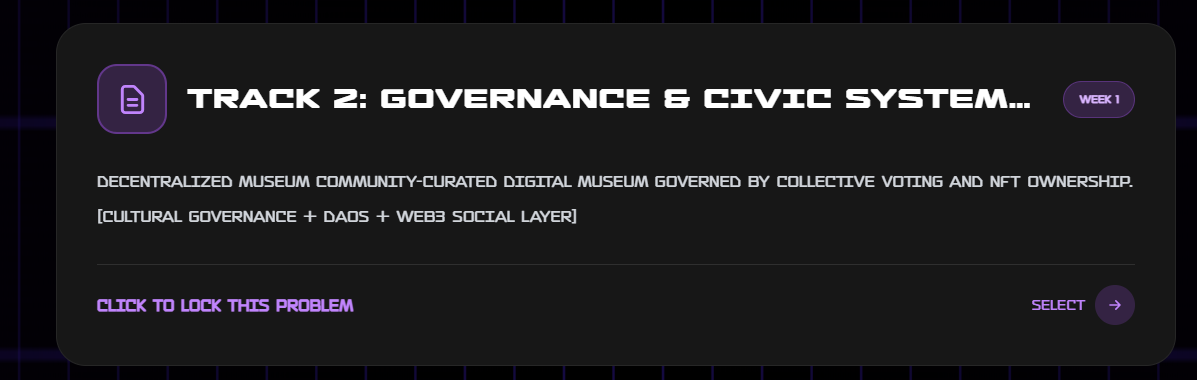 TRACK 2: GOVERNANCE & CIVIC SYSTEM...
WEEK 1
DECENTRALIZED MUSEUM COMMUNITY-CURATED DIGITAL MUSEUM GOVERNED BY COLLECTIVE VOTING AND NFT OWNERSHIP.
[CULTURAL GOVERNANCE + DAOS + WEB3 SOCIAL LAYER]
CLICK TO LOCK THIS PROBLEM
SELECT